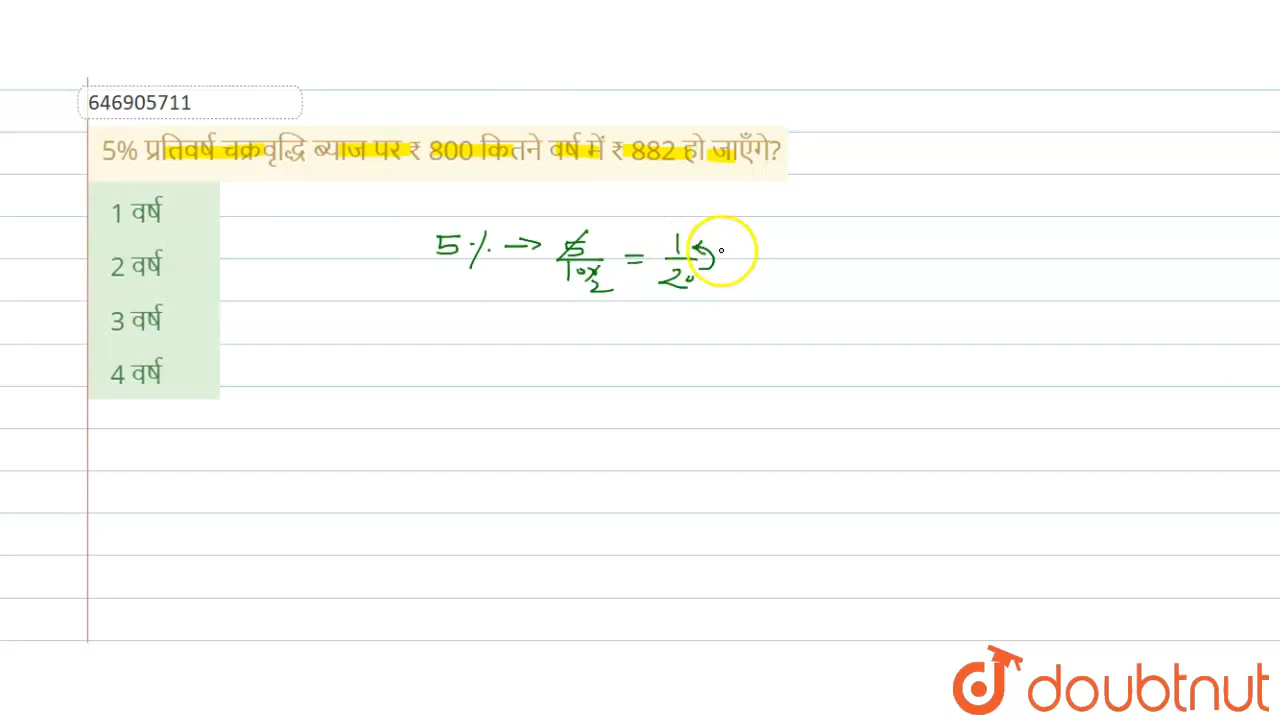 646905711
5% प्रतिवर्ष चक्रवृद्धि ब्याज पर ₹ 800 कितने वर्ष में ₹ 882 हो जाएँगे?
1 वर्ष
2 वर्ष
3 वर्ष
4 वर्ष
5% → 5/100 = 1/20
2
doubtnut